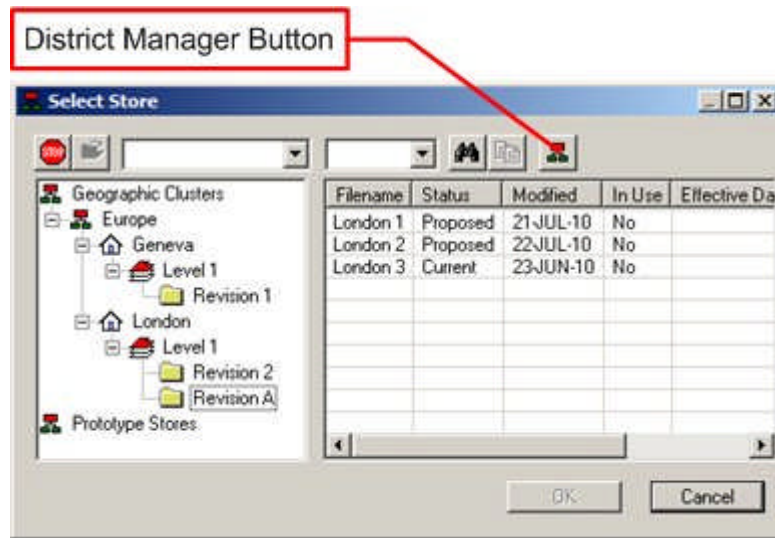 District Manager Button
Select Store
STOP
Geographic Clusters
Europe
Geneva
Level 1
Revision 1
London
Level 1
Revision 2
Revision A
Prototype Stores
Filename Status Modified In Use Effective Da
London 1 Proposed 21-JUL-10 No
London 2 Proposed 22-JUL-10 No
London 3 Current 23-JUN-10 No
OK Cancel